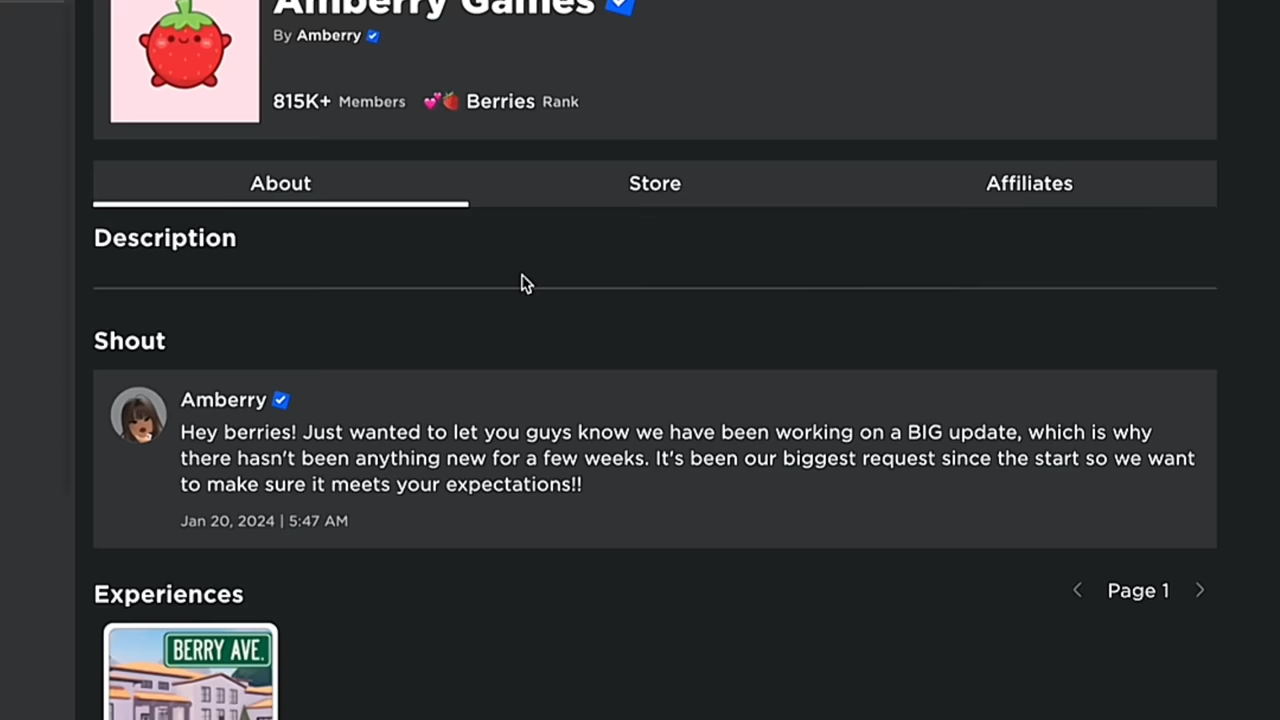 Amberry Games
By Amberry
815K+ Members 💕🍓 Berries Rank
About Store Affiliates
Description
Shout
Amberry
Hey berries! Just wanted to let you guys know we have been working on a BIG update, which is why
there hasn't been anything new for a few weeks. It's been our biggest request since the start so we want
to make sure it meets your expectations!!
Jan 20, 2024 | 5:47 AM
Experiences
Page 1
BERRY AVE.